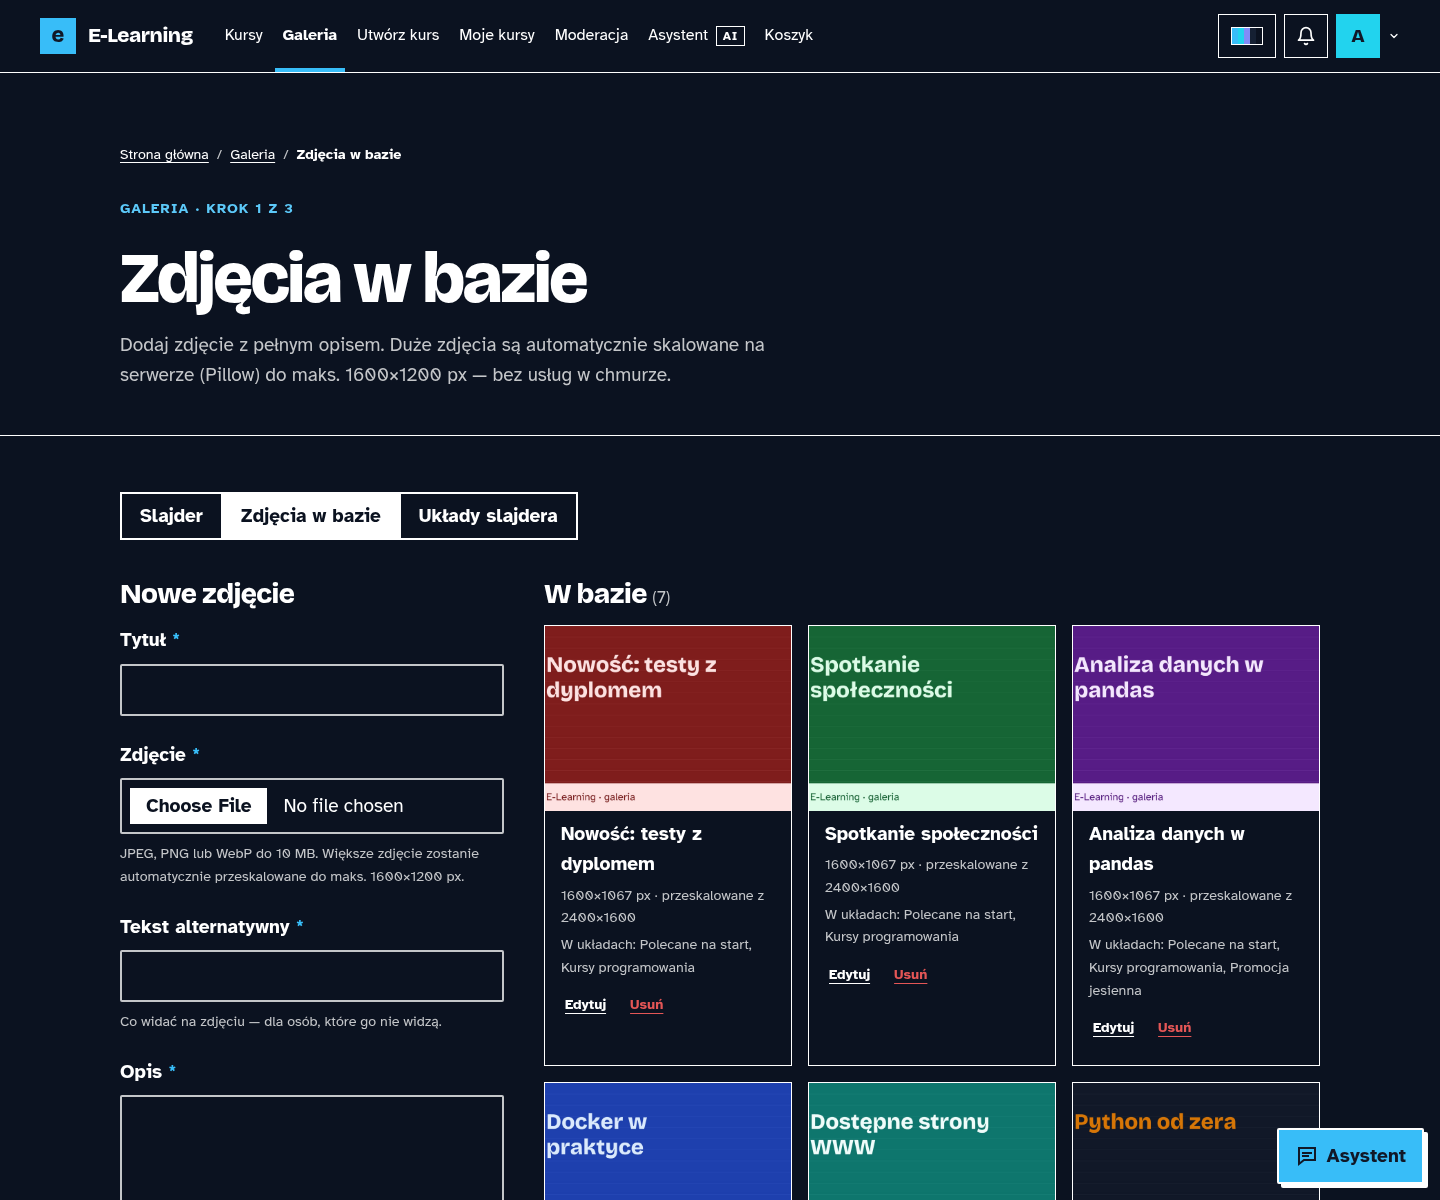 e E-Learning Kursy Galeria Utwórz kurs Moje kursy Moderacja Asystent AI Koszyk A
Strona główna / Galeria / Zdjęcia w bazie
GALERIA · KROK 1 Z 3
Zdjęcia w bazie
Dodaj zdjęcie z pełnym opisem. Duże zdjęcia są automatycznie skalowane na
serwerze (Pillow) do maks. 1600×1200 px — bez usług w chmurze.
Slajder Zdjęcia w bazie Układy slajdera
Nowe zdjęcie
Tytuł *
Zdjęcie *
Choose File No file chosen
JPEG, PNG lub WebP do 10 MB. Większe zdjęcie zostanie
automatycznie przeskalowane do maks. 1600×1200 px.
Tekst alternatywny *
Co widać na zdjęciu — dla osób, które go nie widzą.
Opis *
W bazie (7)
Nowość: testy z
dyplomem
E-Learning · galeria
Nowość: testy z
dyplomem
1600×1067 px · przeskalowane z
2400×1600
W układach: Polecane na start,
Kursy programowania
Edytuj Usuń
Spotkanie
społeczności
E-Learning · galeria
Spotkanie społeczności
1600×1067 px · przeskalowane z
2400×1600
W układach: Polecane na start,
Kursy programowania
Edytuj Usuń
Analiza danych w
pandas
E-Learning · galeria
Analiza danych w
pandas
1600×1067 px · przeskalowane z
2400×1600
W układach: Polecane na start,
Kursy programowania, Promocja
jesienna
Edytuj Usuń
Docker w
praktyce
Dostępne strony
WWW
Python od zera
Asystent